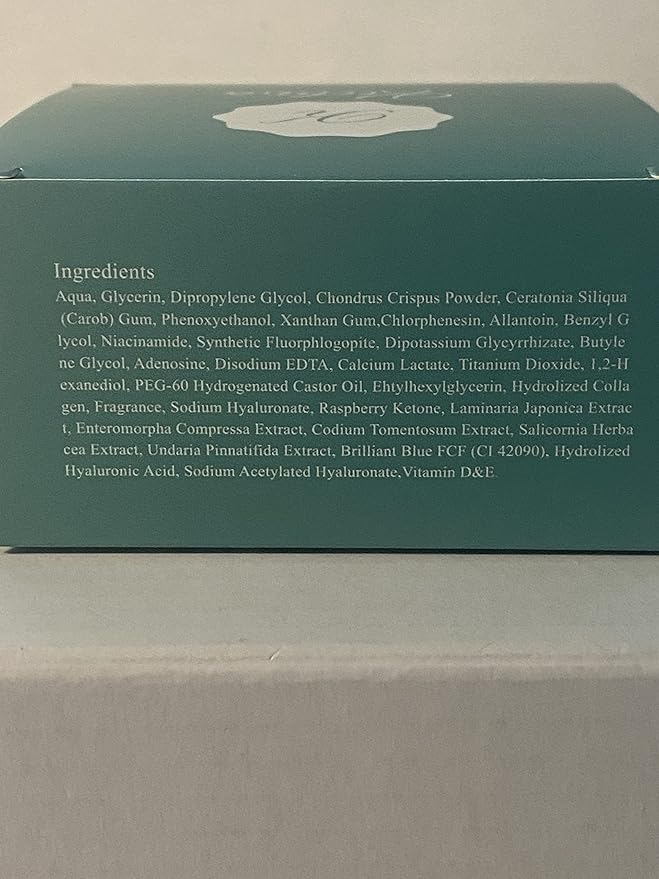 Ingredients
Aqua, Glycerin, Dipropylene Glycol, Chondrus Crispus Powder, Ceratonia Siliqua
(Carob) Gum, Phenoxyethanol, Xanthan Gum,Chlorphenesin, Allantoin, Benzyl G
lycol, Niacinamide, Synthetic Fluorphlogopite, Dipotassium Glycyrrhizate, Butyle
ne Glycol, Adenosine, Disodium EDTA, Calcium Lactate, Titanium Dioxide, 1,2-H
exanediol, PEG-60 Hydrogenated Castor Oil, Ehtylhexylglycerin, Hydrolized Colla
gen, Fragrance, Sodium Hyaluronate, Raspberry Ketone, Laminaria Japonica Extrac
t, Enteromorpha Compressa Extract, Codium Tomentosum Extract, Salicornia Herba
cea Extract, Undaria Pinnatifida Extract, Brilliant Blue FCF (CI 42090), Hydrolized
Hyaluronic Acid, Sodium Acetylated Hyaluronate,Vitamin D&E.